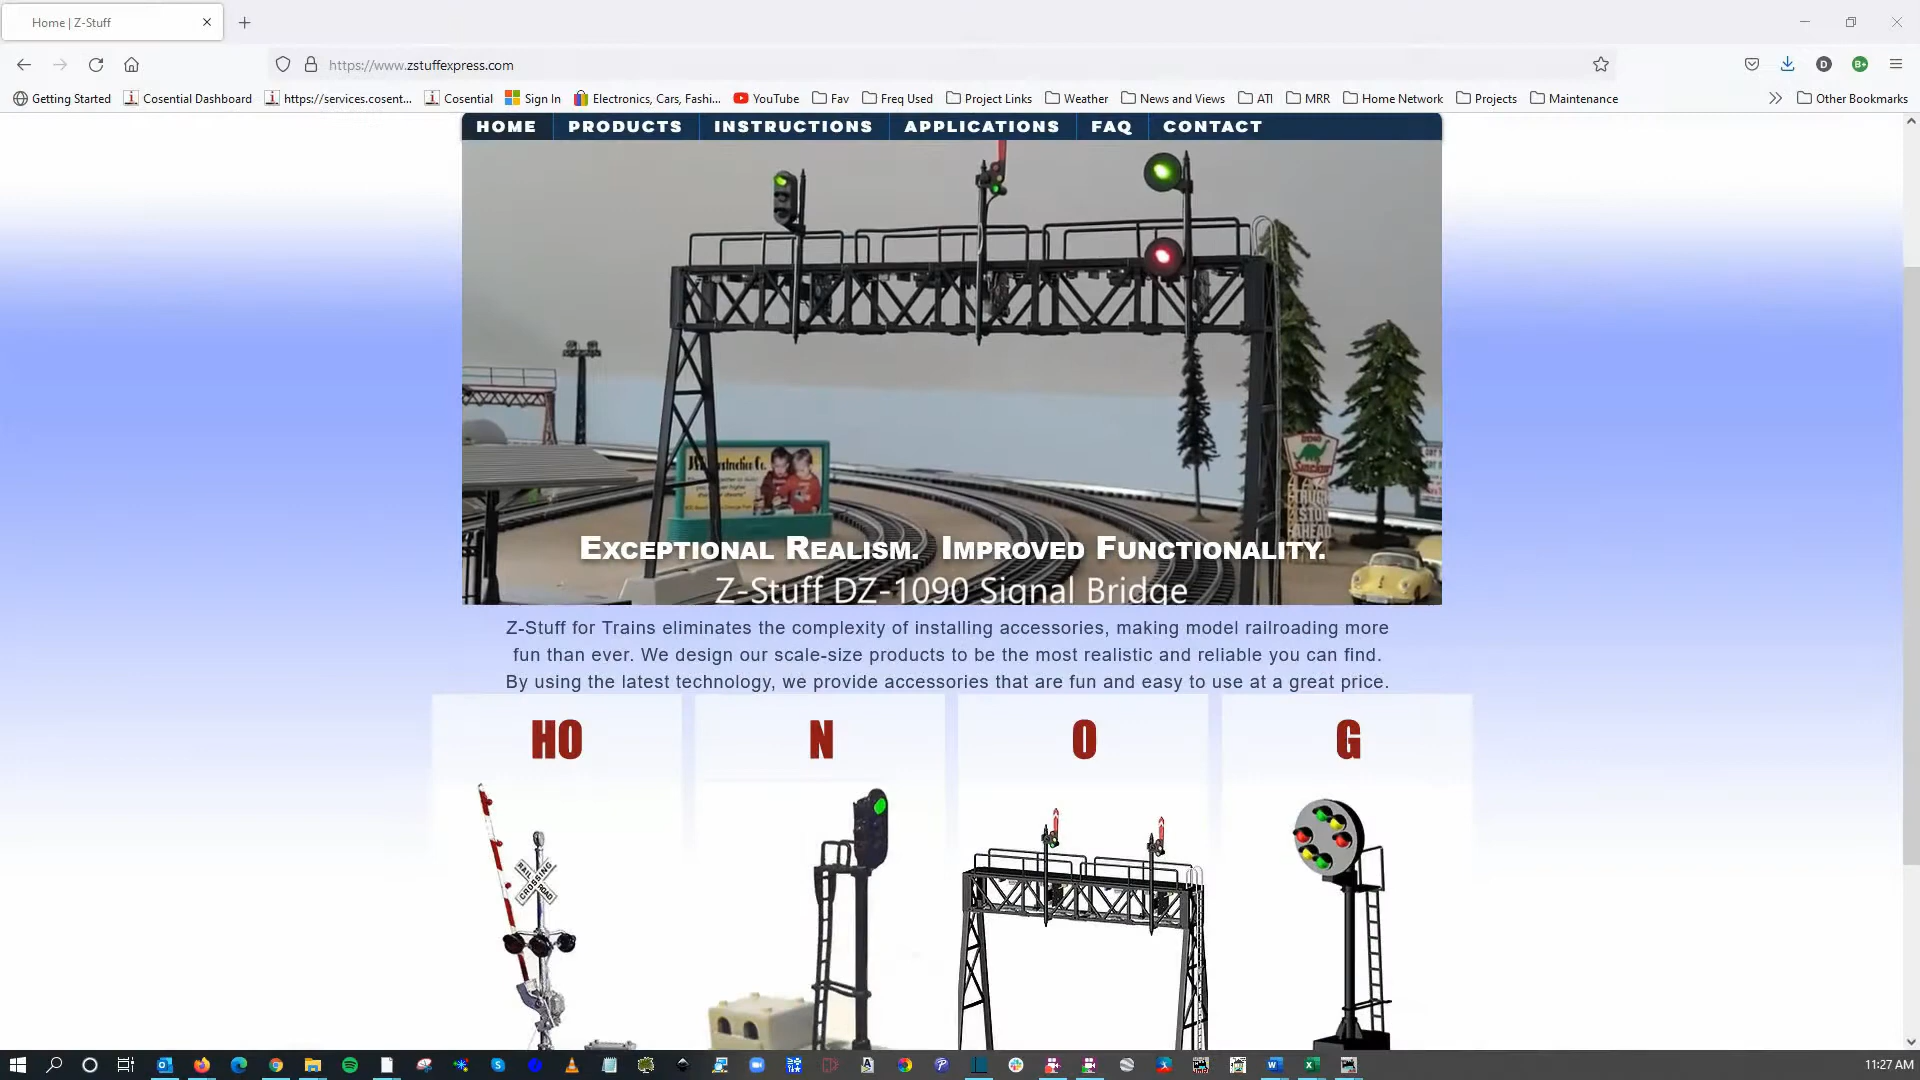 Home | Z-Stuff
https://www.zstuffexpress.com
Getting Started
Cosential Dashboard
https://services.cosent...
Cosential
Sign In
Electronics, Cars, Fashi...
YouTube
Fav
Freq Used
Project Links
Weather
News and Views
ATI
MRR
Home Network
Projects
Maintenance
Other Bookmarks
HOME
PRODUCTS
INSTRUCTIONS
APPLICATIONS
FAQ
CONTACT
Sinclair
AHEAD
Exceptional Realism. Improved Functionality.
Z-Stuff DZ-1090 Signal Bridge
Z-Stuff for Trains eliminates the complexity of installing accessories, making model railroading more
fun than ever. We design our scale-size products to be the most realistic and reliable you can find.
By using the latest technology, we provide accessories that are fun and easy to use at a great price.
HO
N
O
G
RAILROAD
CROSSING
11:27 AM